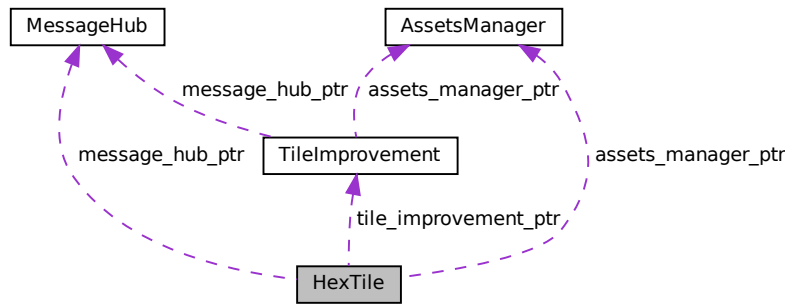 MessageHub
AssetsManager
message_hub_ptr
assets_manager_ptr
TileImprovement
message_hub_ptr
assets_manager_ptr
tile_improvement_ptr
HexTile